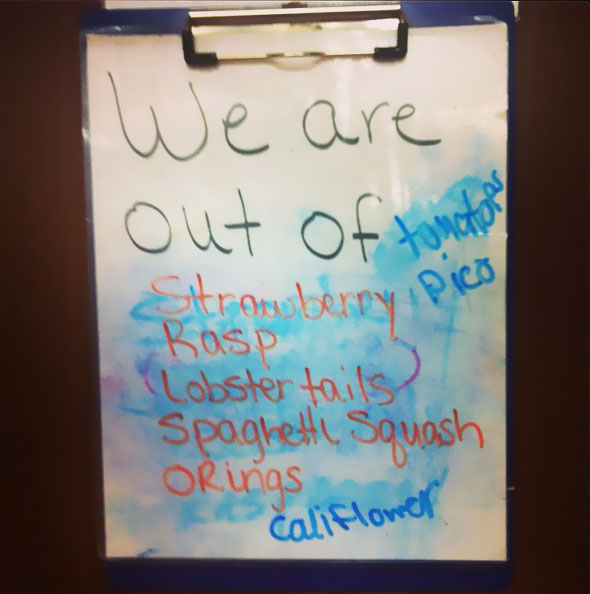 We are
out of tomatoes
pico
Strawberry
Rasp
(Lobster tails)
Spaghetti Squash
ORings
Califlower